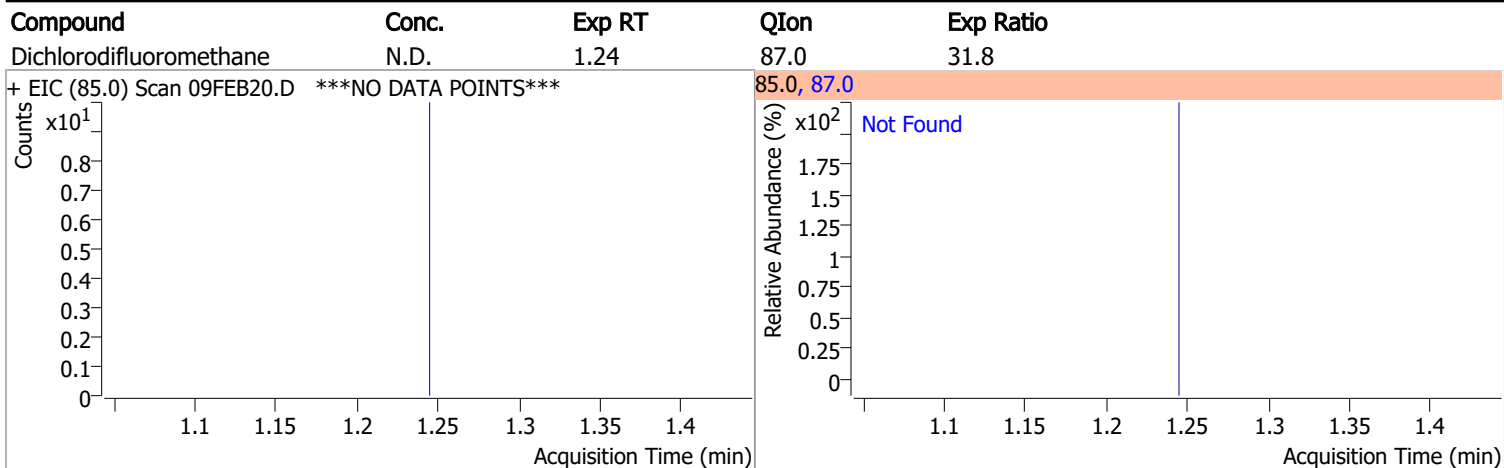 Compound Conc. Exp RT QIon Exp Ratio
Dichlorodifluoromethane N.D. 1.24 87.0 31.8
+ EIC (85.0) Scan 09FEB20.D ***NO DATA POINTS***
Counts
x10¹
0.8
0.7
0.6
0.5
0.4
0.3
0.2
0.1
0
1.1 1.15 1.2 1.25 1.3 1.35 1.4
Acquisition Time (min)
85.0, 87.0
Relative Abundance (%)
x10²
Not Found
1.75
1.5
1.25
1
0.75
0.5
0.25
0
1.1 1.15 1.2 1.25 1.3 1.35 1.4
Acquisition Time (min)